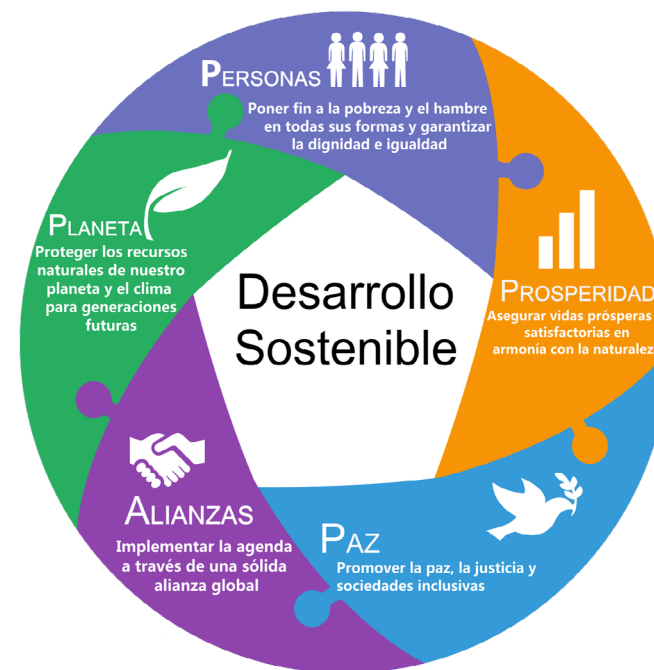 PERSONAS
Poner fin a la pobreza y el hambre
en todas sus formas y garantizar
la dignidad e igualdad
PROSPERIDAD
Asegurar vidas prósperas
satisfactorias en
armonía con la naturalez
PAZ
Promover la paz, la justicia y
sociedades inclusivas
ALIANZAS
Implementar la agenda
a través de una sólida
alianza global
PLANETA
Proteger los recursos
naturales de nuestro
planeta y el clima
para generaciones
futuras
Desarrollo
Sostenible